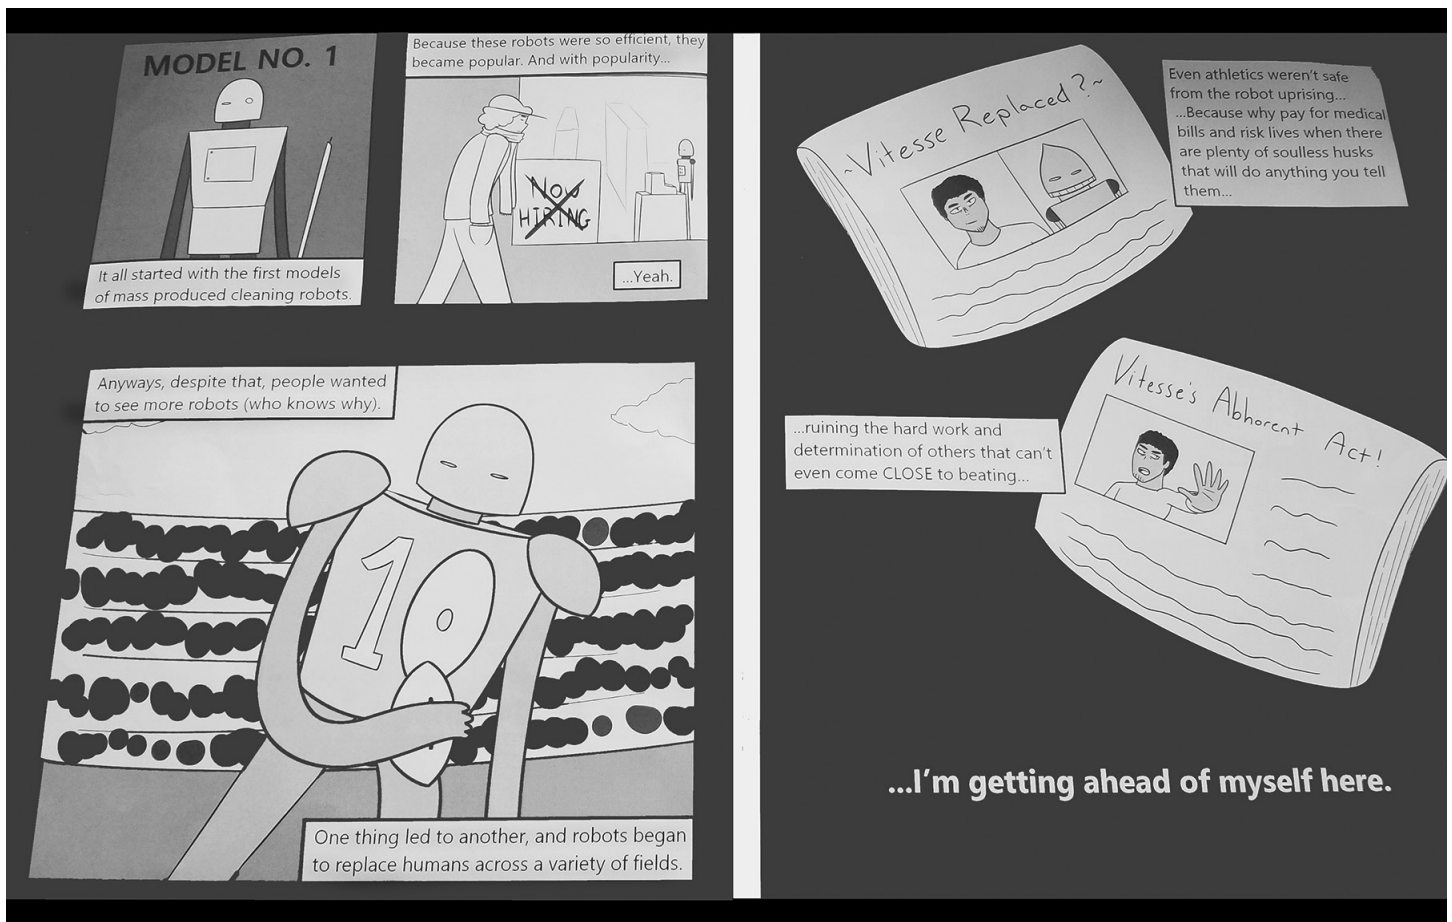 MODEL NO. 1
It all started with the first models
of mass produced cleaning robots.
Because these robots were so efficient, they
became popular. And with popularity...
NOW
HIRING
...Yeah.
Anyways, despite that, people wanted
to see more robots (who knows why).
10
One thing led to another, and robots began
to replace humans across a variety of fields.
~Vitesse Replaced?~
Even athletics weren't safe
from the robot uprising...
...Because why pay for medical
bills and risk lives when there
are plenty of soulless husks
that will do anything you tell
them...
Vitesse's Abhorent Act!
...ruining the hard work and
determination of others that can't
even come CLOSE to beating...
...I'm getting ahead of myself here.